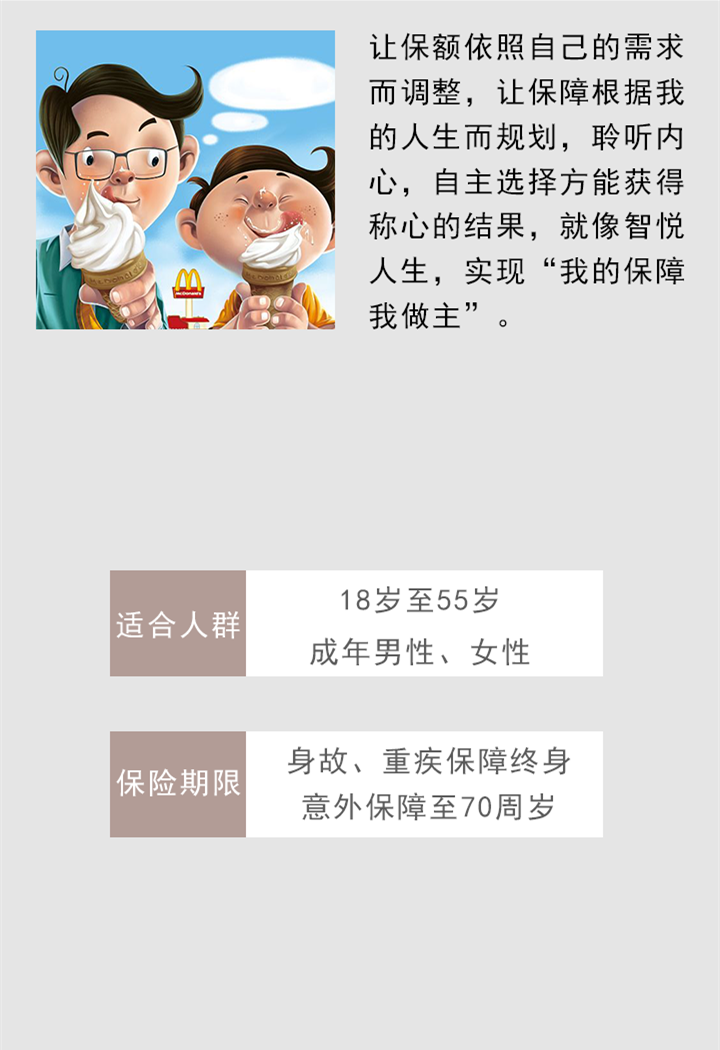 让保额依照自己的需求
而调整，让保障根据我
的人生而规划，聆听内
心，自主选择方能获得
称心的结果，就像智悦
人生，实现“我的保障
我做主”。
McDonald's
适合人群
18岁至55岁
成年男性、女性
保险期限
身故、重疾保障终身
意外保障至70周岁